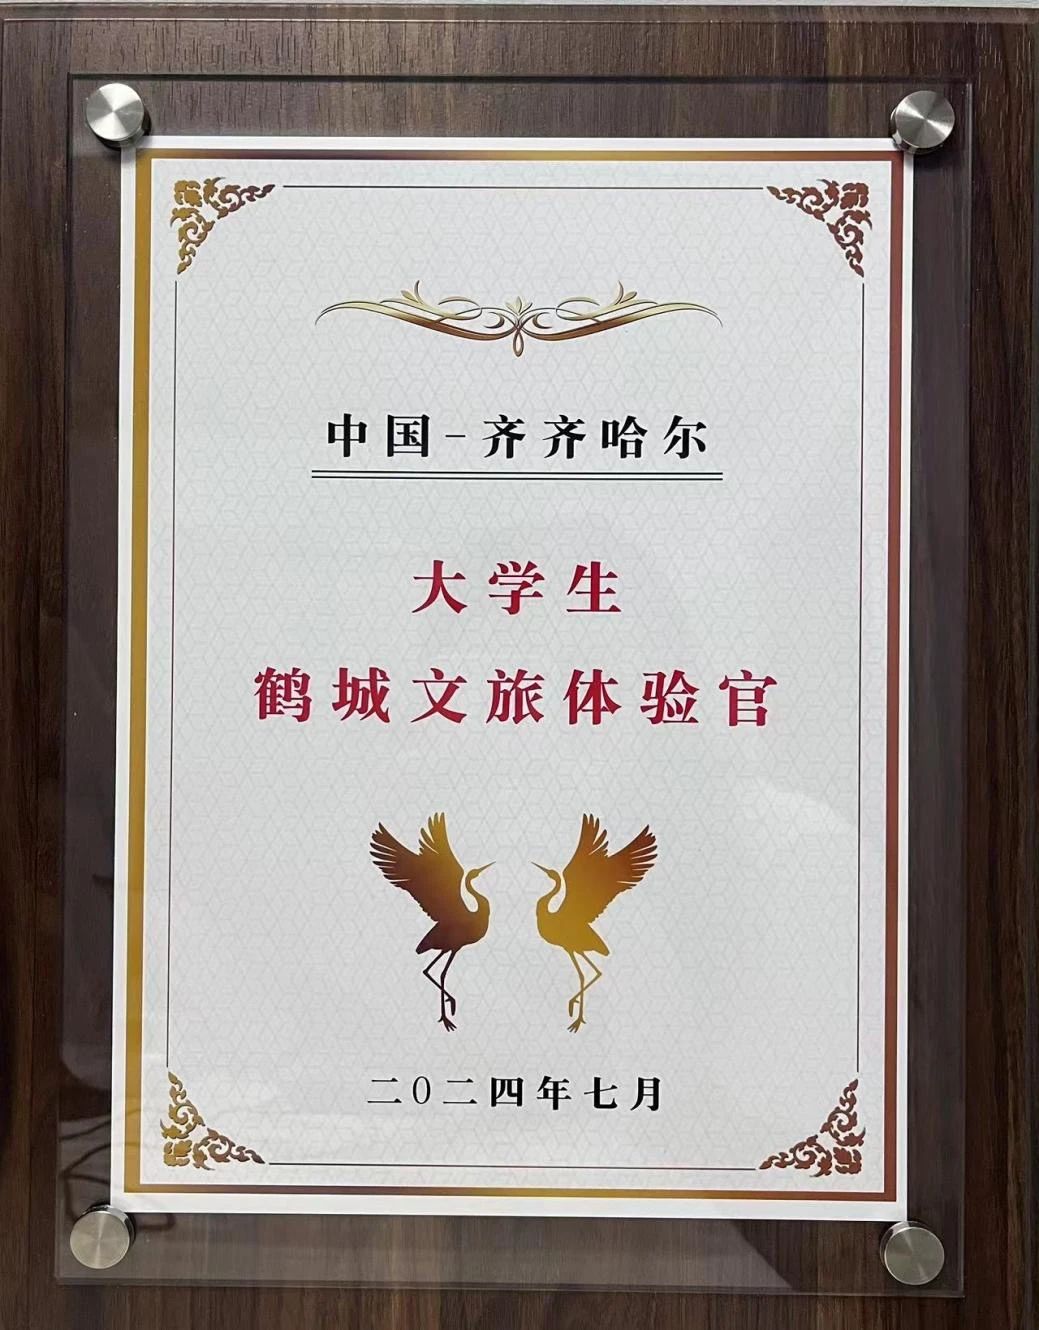 中国-齐齐哈尔
大学生
鹤城文旅体验官
二0二四年七月